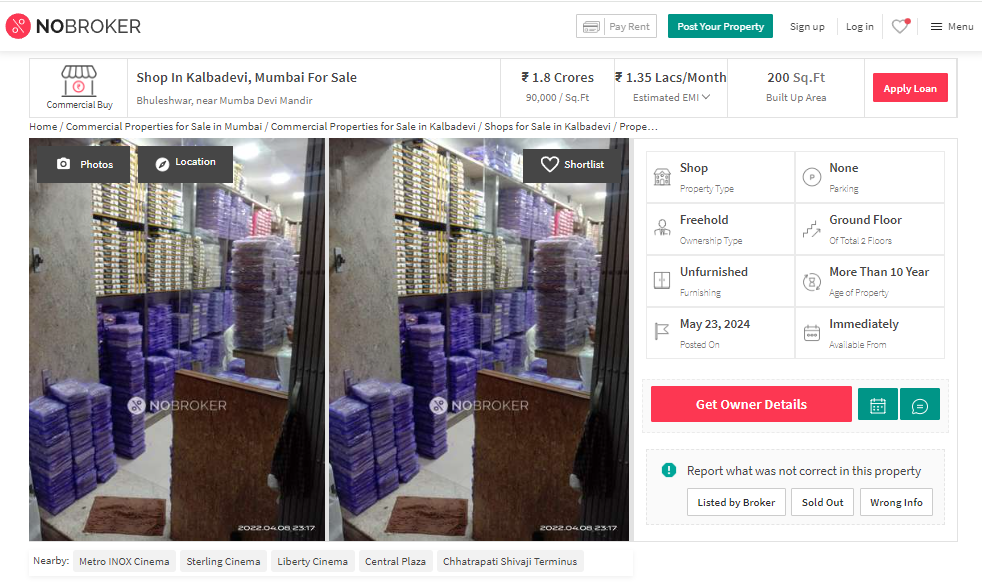 NOBROKER
Pay Rent
Post Your Property
Sign up
Log in
Menu
Commercial Buy
Shop In Kalbadevi, Mumbai For Sale
Bhuleshwar, near Mumba Devi Mandir
₹ 1.8 Crores
90,000 / Sq.Ft
₹ 1.35 Lacs/Month
Estimated EMI
200 Sq.Ft
Built Up Area
Apply Loan
Home / Commercial Properties for Sale in Mumbai / Commercial Properties for Sale in Kalbadevi / Shops for Sale in Kalbadevi / Prope…
Photos
Location
Shortlist
NOBROKER
2022.04.08 23:17
NOBROKER
2022.04.08 23:17
Shop
Property Type
None
Parking
Freehold
Ownership Type
Ground Floor
Of Total 2 Floors
Unfurnished
Furnishing
More Than 10 Year
Age of Property
May 23, 2024
Posted On
Immediately
Available From
Get Owner Details
Report what was not correct in this property
Listed by Broker
Sold Out
Wrong Info
Nearby:
Metro INOX Cinema
Sterling Cinema
Liberty Cinema
Central Plaza
Chhatrapati Shivaji Terminus